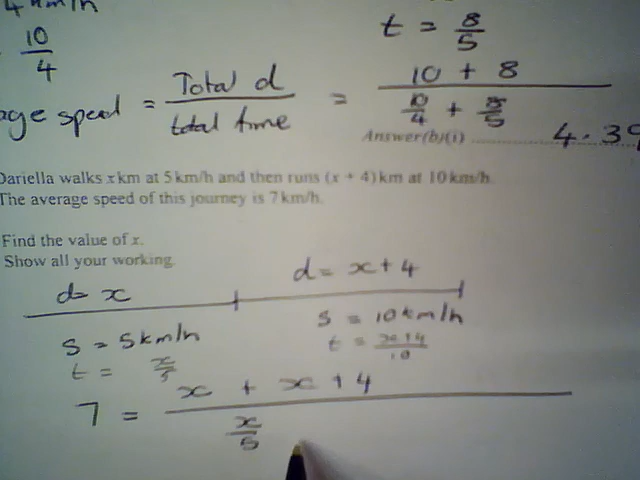 4 km/h
10/4
t = 8/5
age speed = Total d / total time = 10 + 8 / 10/4 + 8/5
Answer(b)(i) .......... 4.39
Dariella walks x km at 5 km/h and then runs (x + 4) km at 10 km/h.
The average speed of this journey is 7 km/h.
Find the value of x.
Show all your working.
d= x
d= x+4
s = 5km/h
s = 10km/h
t = x/5
t = x+4/10
7 = x + x + 4 / x/5